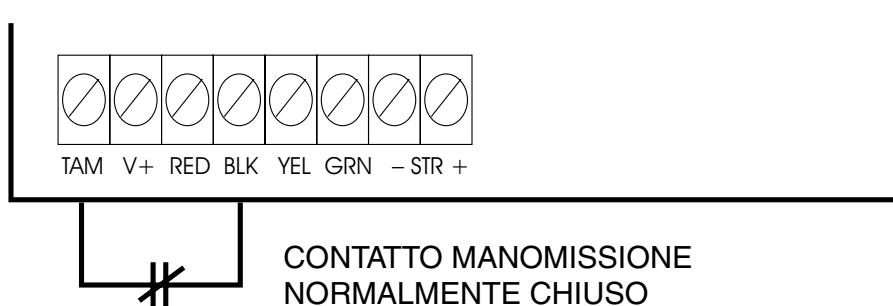 TAM V+ RED BLK YEL GRN – STR +
CONTATTO MANOMISSIONE
NORMALMENTE CHIUSO